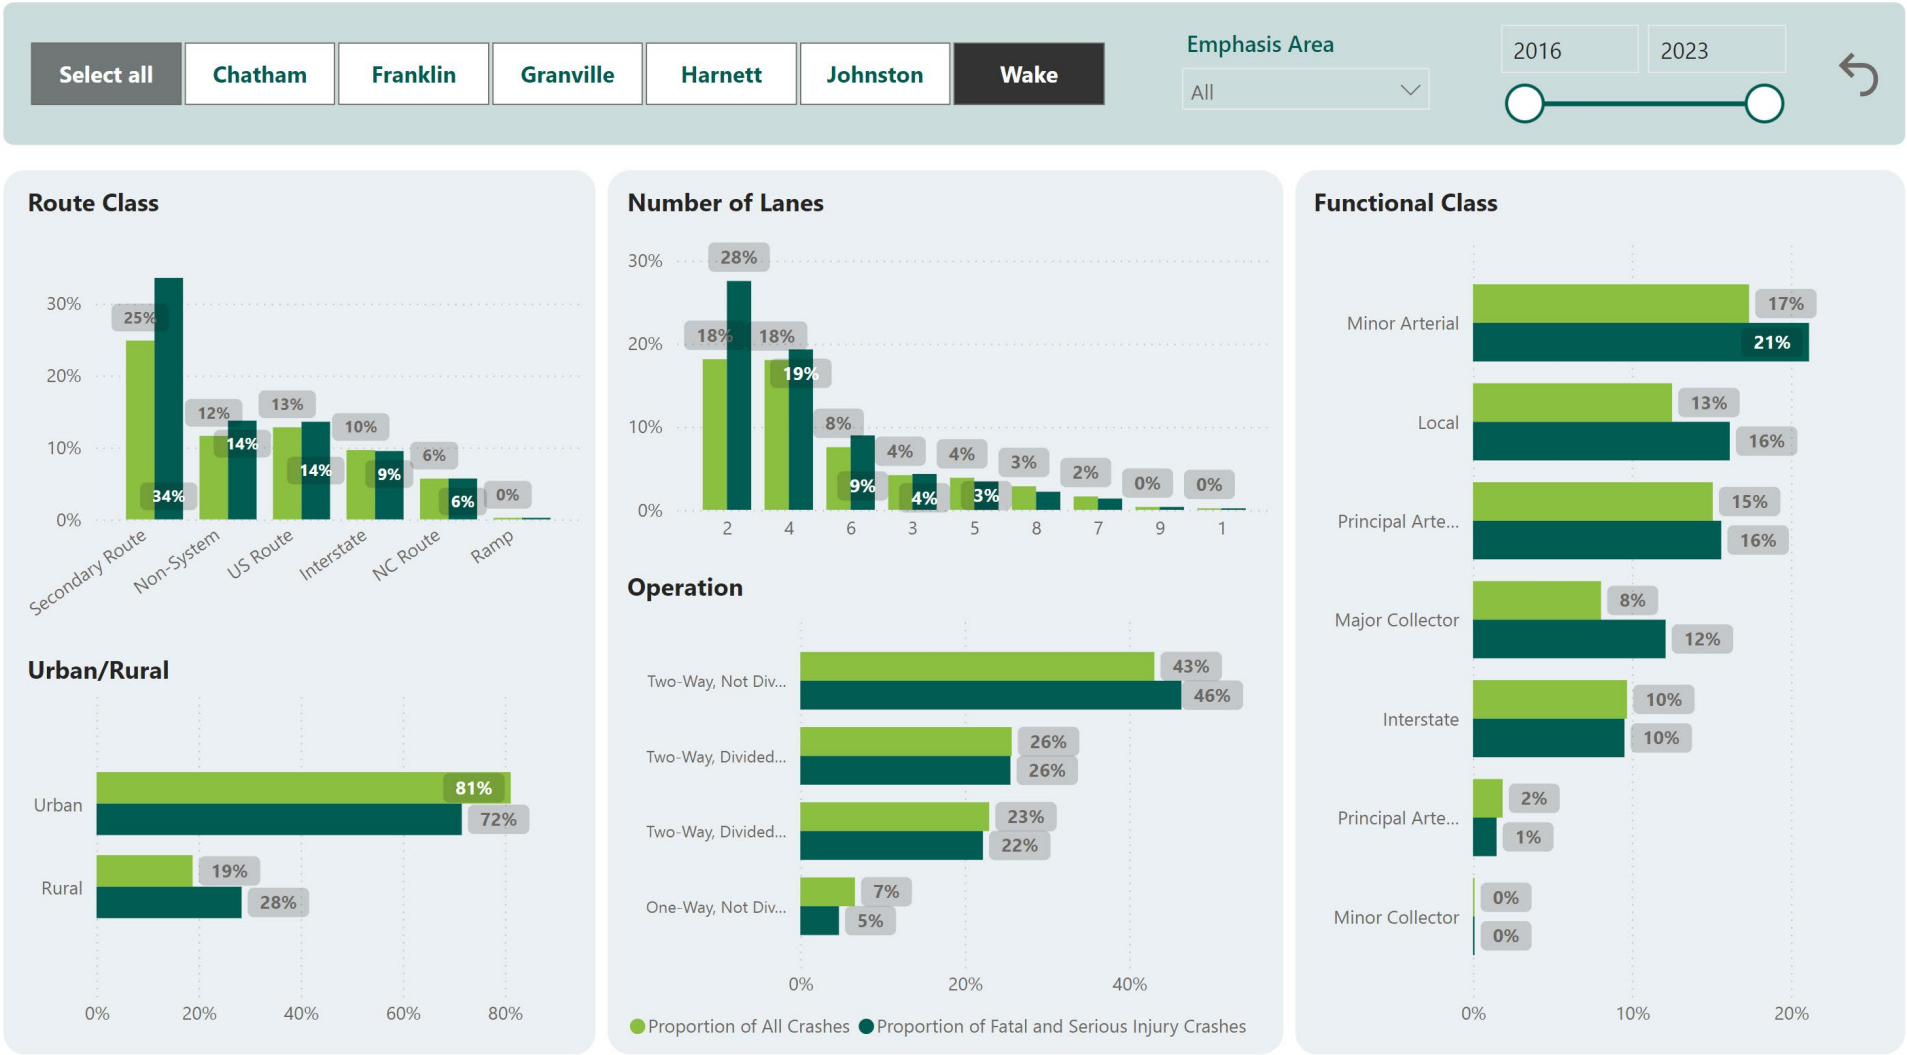 Select all
Chatham
Franklin
Granville
Harnett
Johnston
Wake
Emphasis Area
All
2016
2023
Route Class
30%
20%
10%
0%
25%
34%
12%
14%
13%
14%
10%
9%
6%
6%
0%
Secondary Route
Non-System
US Route
Interstate
NC Route
Ramp
Urban/Rural
Urban
81%
72%
Rural
19%
28%
0%
20%
40%
60%
80%
Number of Lanes
30%
20%
10%
0%
18%
28%
18%
19%
8%
9%
4%
4%
4%
3%
3%
2%
0%
0%
2
4
6
3
5
8
7
9
1
Operation
Two-Way, Not Div...
43%
46%
Two-Way, Divided...
26%
26%
Two-Way, Divided...
23%
22%
One-Way, Not Div...
7%
5%
0%
20%
40%
Proportion of All Crashes
Proportion of Fatal and Serious Injury Crashes
Functional Class
Minor Arterial
17%
21%
Local
13%
16%
Principal Arte...
15%
16%
Major Collector
8%
12%
Interstate
10%
10%
Principal Arte...
2%
1%
Minor Collector
0%
0%
0%
10%
20%